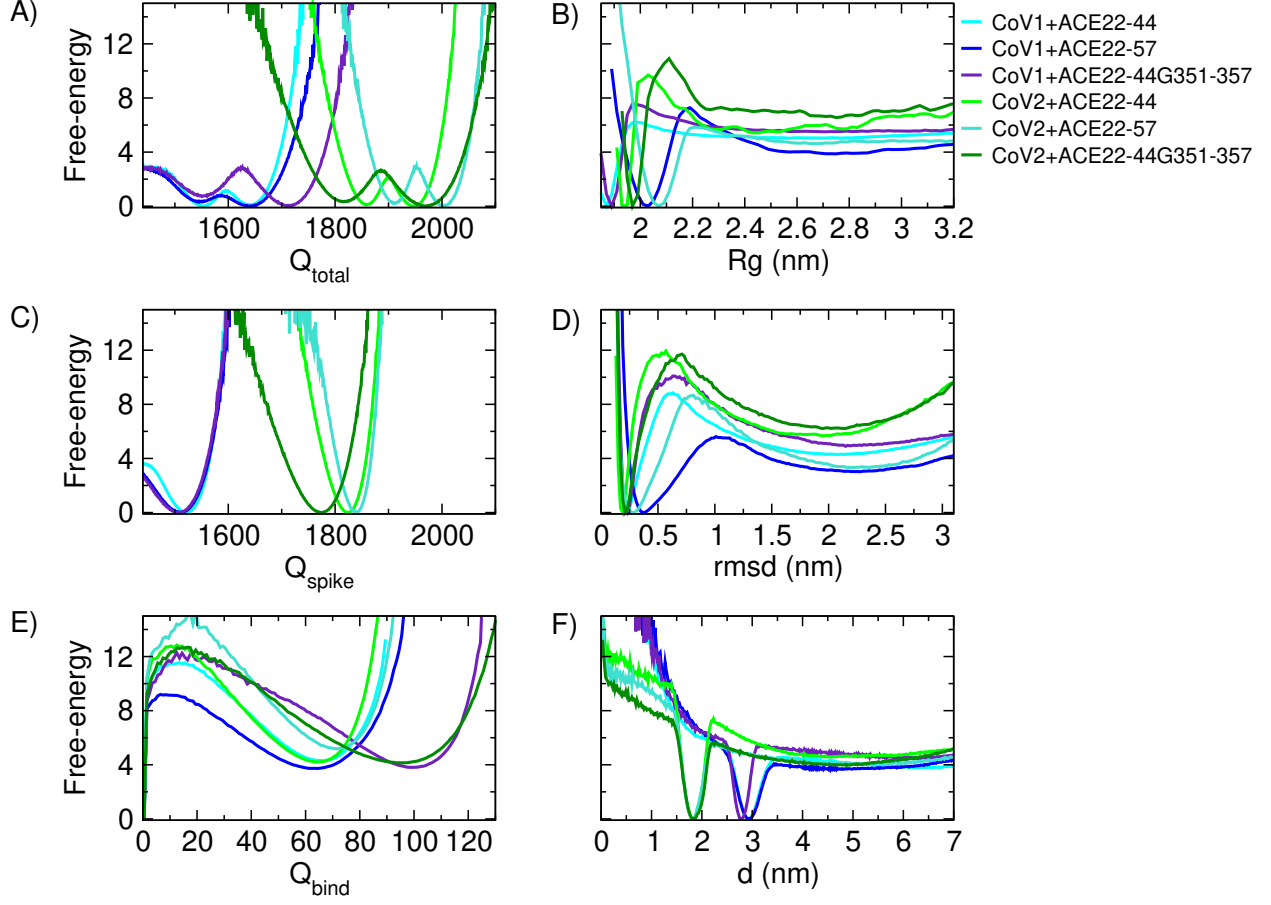 A)
Free-energy
12
8
4
0
1600
1800
2000
Q_total
B)
2
2.2
2.4
2.6
2.8
3
3.2
Rg (nm)
CoV1+ACE22-44
CoV1+ACE22-57
CoV1+ACE22-44G351-357
CoV2+ACE22-44
CoV2+ACE22-57
CoV2+ACE22-44G351-357
C)
Free-energy
12
8
4
0
1600
1800
2000
Q_spike
D)
0
0.5
1
1.5
2
2.5
3
rmsd (nm)
E)
Free-energy
12
8
4
0
0
20
40
60
80
100
120
Q_bind
F)
0
1
2
3
4
5
6
7
d (nm)